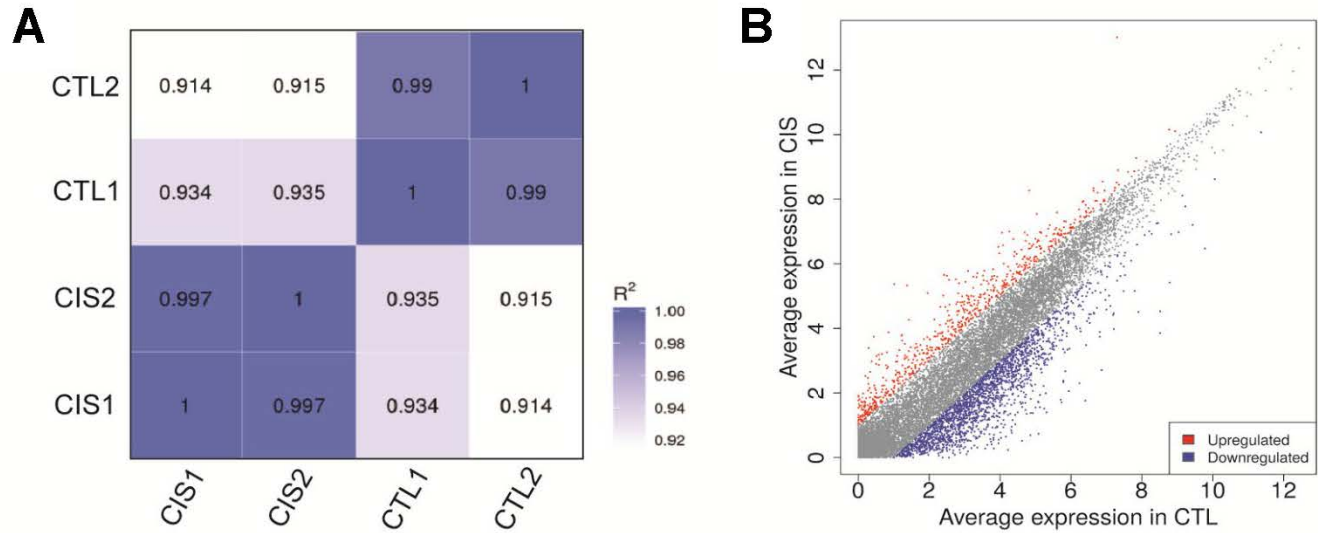 A
CTL2 0.914 0.915 0.99 1
CTL1 0.934 0.935 1 0.99
CIS2 0.997 1 0.935 0.915
CIS1 1 0.997 0.934 0.914
CIS1 CIS2 CTL1 CTL2
R²
1.00
0.98
0.96
0.94
0.92
B
Average expression in CIS
12
10
8
6
4
2
0
0 2 4 6 8 10 12
Average expression in CTL
Upregulated
Downregulated